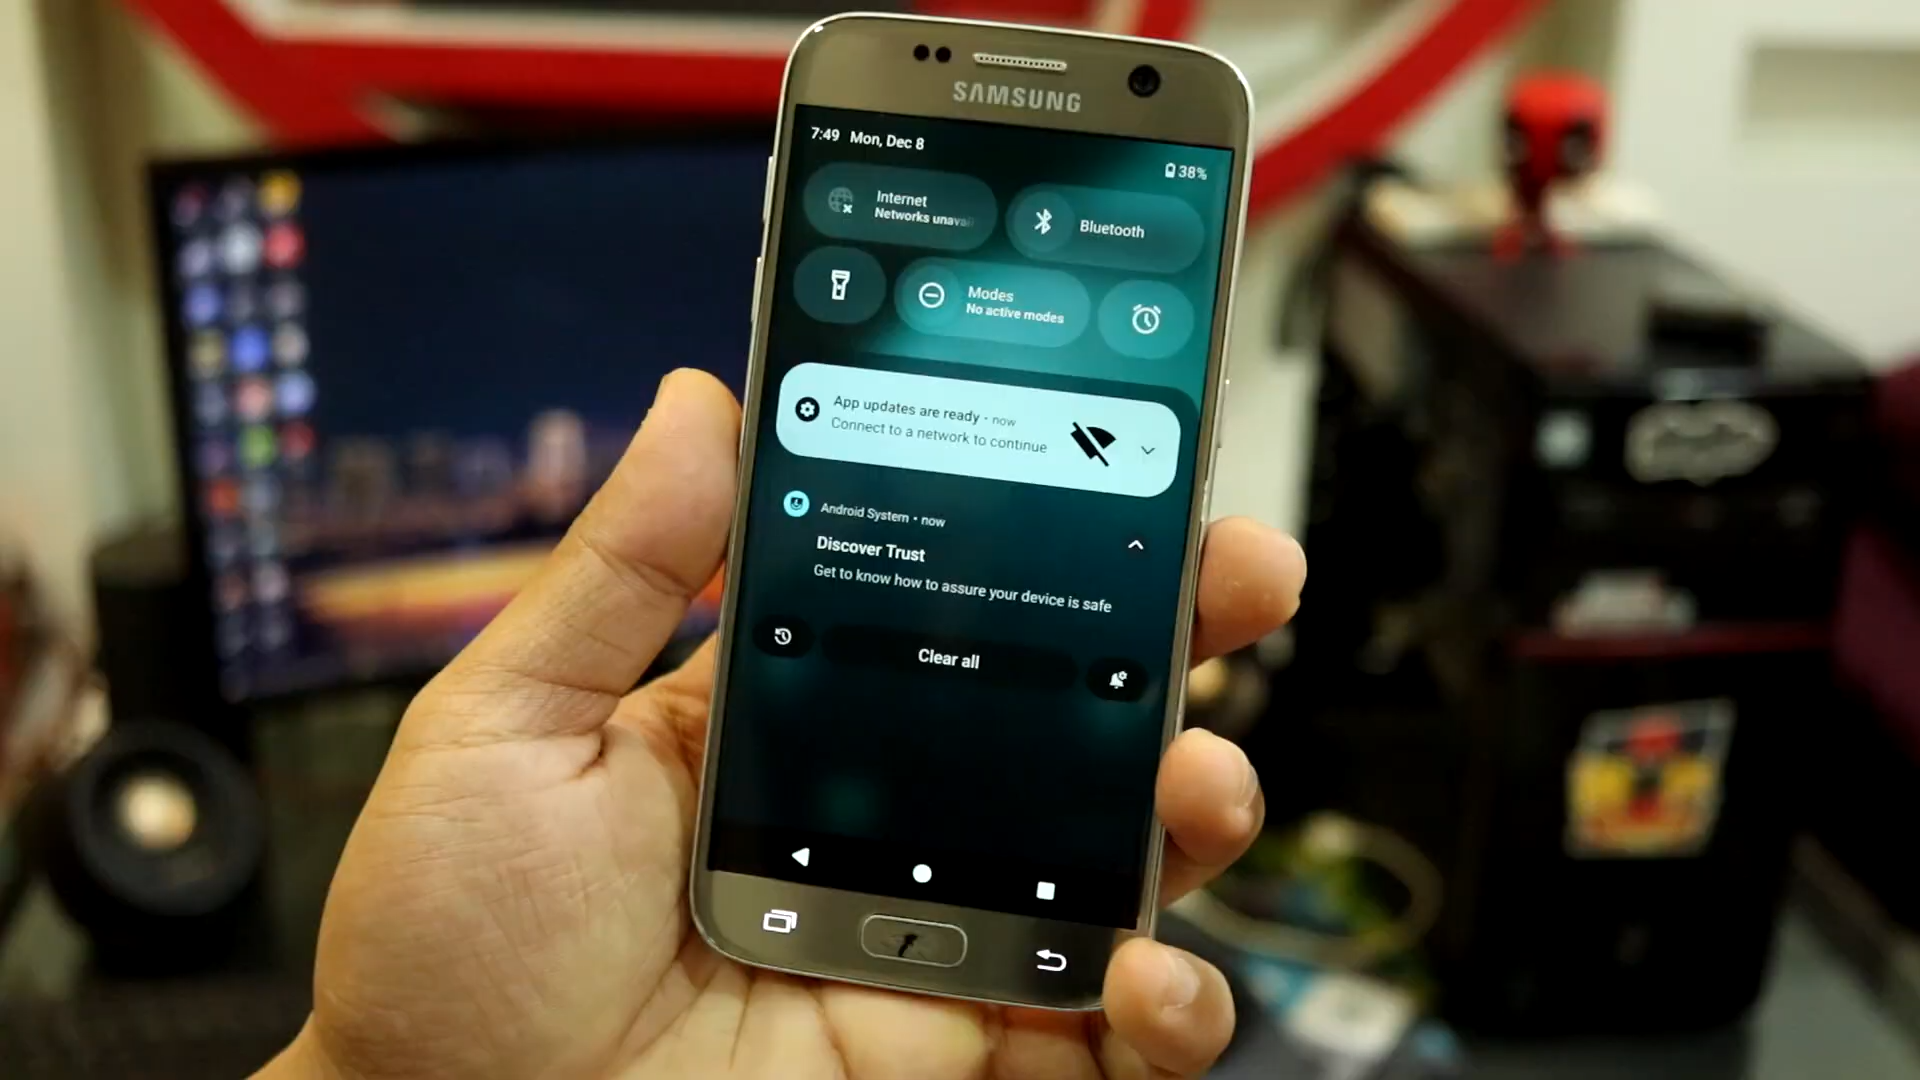 SAMSUNG
7:49 Mon, Dec 8
38%
Internet
Networks unavai
Bluetooth
Modes
No active modes
App updates are ready • now
Connect to a network to continue
Android System • now
Discover Trust
Get to know how to assure your device is safe
Clear all